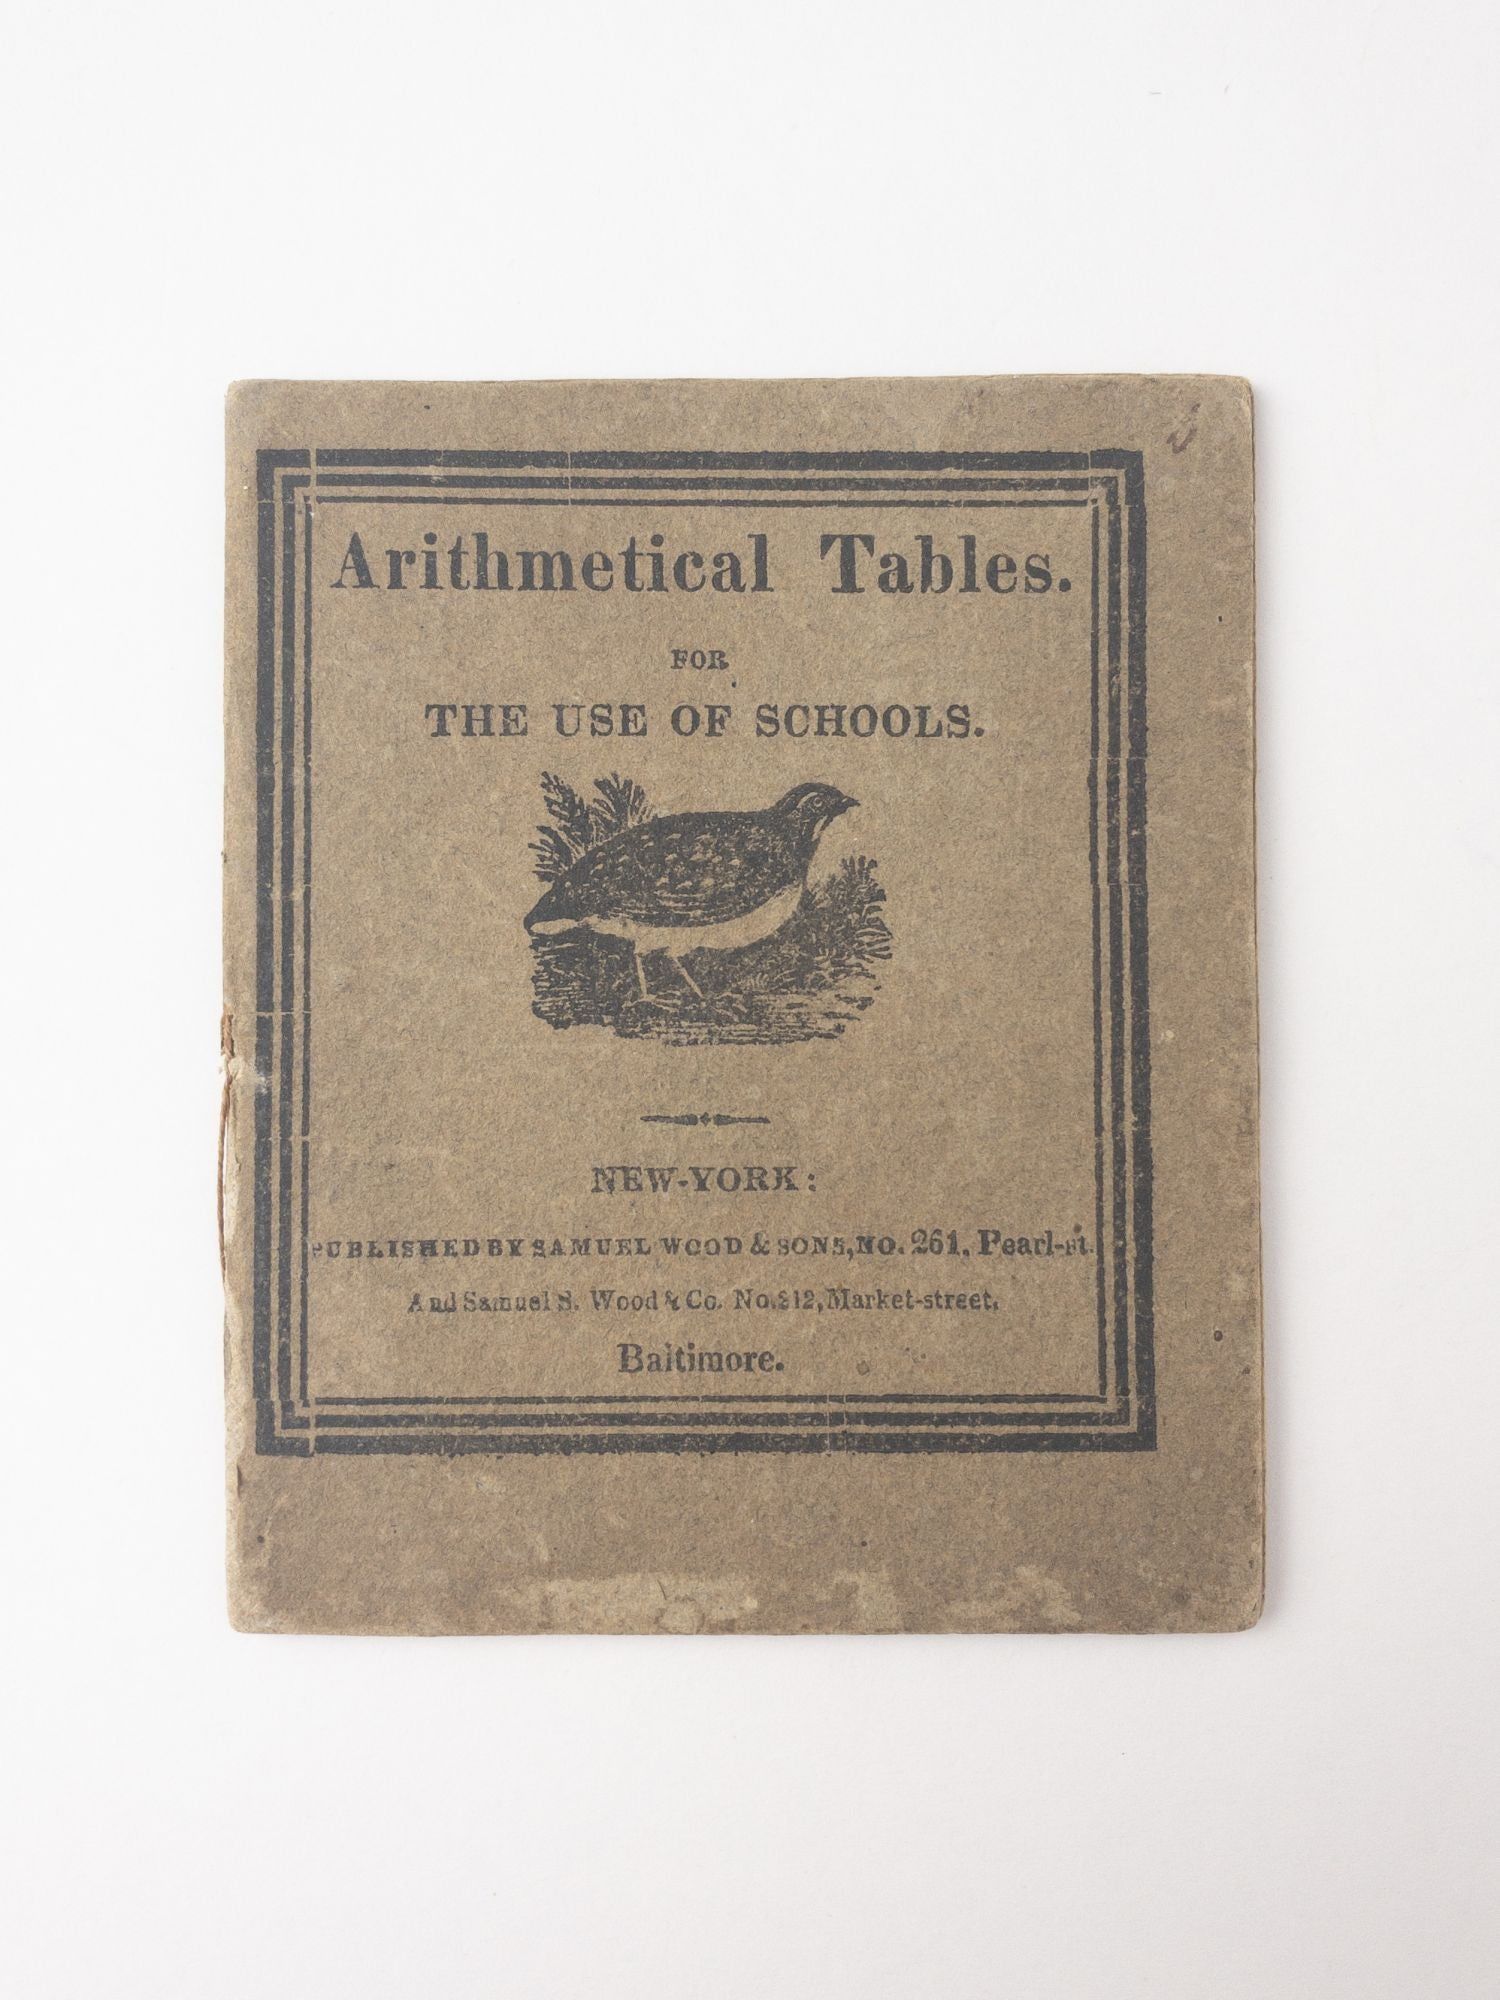 Arithmetical Tables.
FOR
THE USE OF SCHOOLS.
NEW-YORK:
PUBLISHED BY SAMUEL WOOD & SONS, NO. 261, Pearl-st.
And Samuel S. Wood & Co. No. 212, Market-street,
Baltimore.